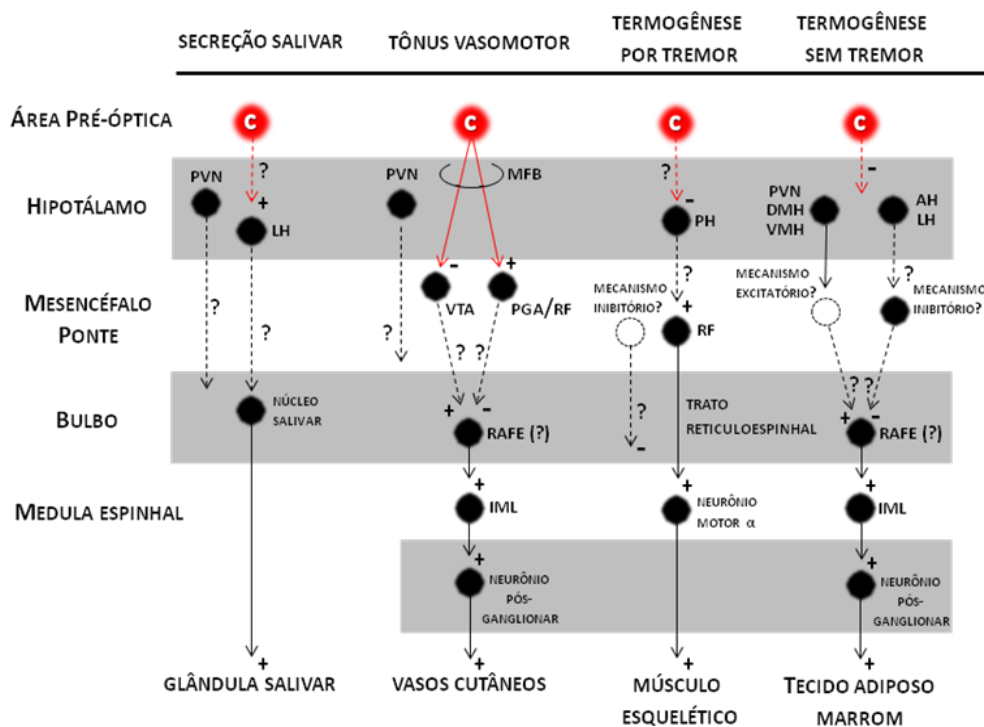 SECREÇÃO SALIVAR
TÔNUS VASOMOTOR
TERMOGÊNESE
POR TREMOR
TERMOGÊNESE
SEM TREMOR
ÁREA PRÉ-ÓPTICA
C
C
C
C
?
?
-
HIPOTÁLAMO
PVN
+
LH
PVN
MFB
-
PH
PVN
DMH
VMH
AH
LH
MESENCÉFALO
PONTE
?
?
?
-
VTA
+
PGA/RF
?
?
MECANISMO
INIBITÓRIO?
?
+
RF
MECANISMO
EXCITATÓRIO?
?
MECANISMO
INIBITÓRIO?
BULBO
NÚCLEO
SALIVAR
+
-
RAFE (?)
?
-
TRATO
RETICULOESPINHAL
?
?
+
-
RAFE (?)
MEDULA ESPINHAL
+
IML
+
NEURÔNIO
MOTOR α
+
IML
+
NEURÔNIO
PÓS-
GANGLIONAR
+
NEURÔNIO
PÓS-
GANGLIONAR
+
GLÂNDULA SALIVAR
+
VASOS CUTÂNEOS
+
MÚSCULO
ESQUELÉTICO
+
TECIDO ADIPOSO
MARROM